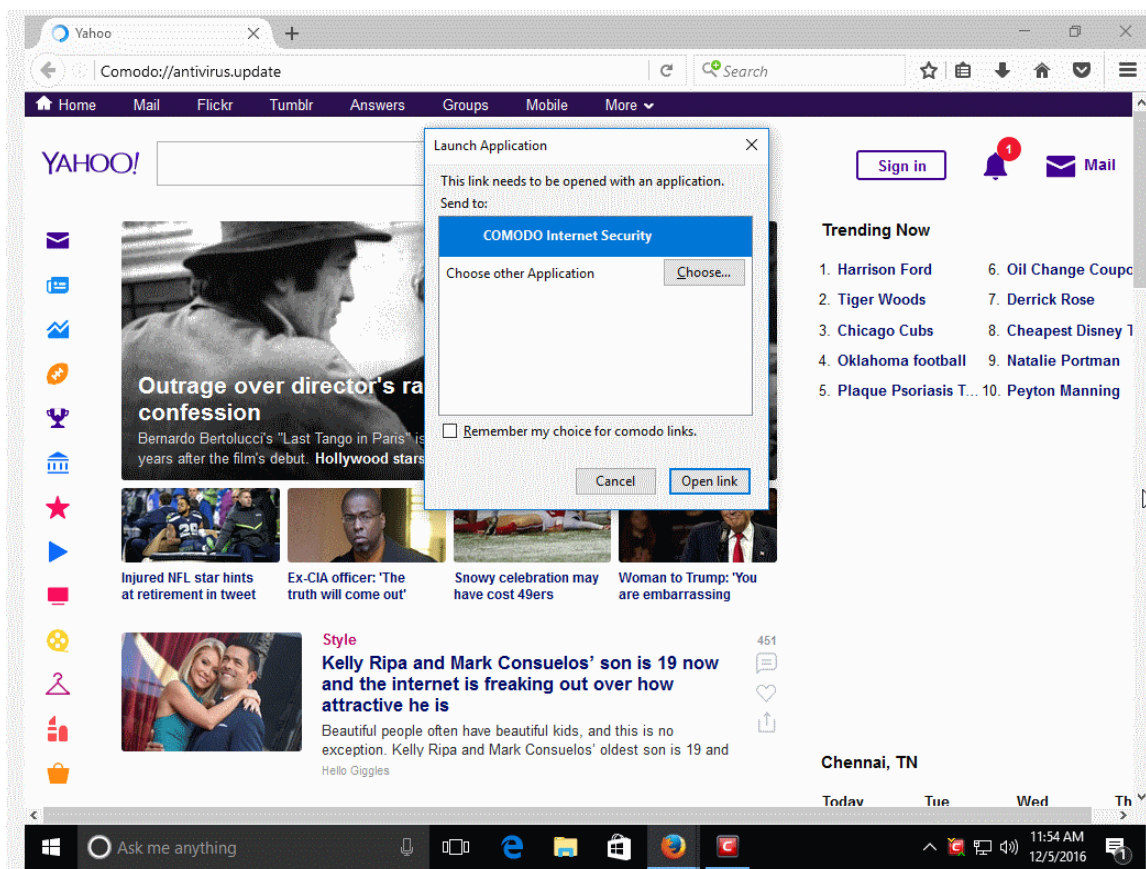 Yahoo
Comodo://antivirus.update
Search
Home Mail Flickr Tumblr Answers Groups Mobile More
YAHOO!
Sign in
1
Mail
Launch Application
This link needs to be opened with an application.
Send to:
COMODO Internet Security
Choose other Application
Choose...
Remember my choice for comodo links.
Cancel
Open link
Outrage over director's ra
confession
Bernardo Bertolucci's "Last Tango in Paris" is
years after the film's debut. Hollywood stars
Injured NFL star hints
at retirement in tweet
Ex-CIA officer: 'The
truth will come out'
Snowy celebration may
have cost 49ers
Woman to Trump: 'You
are embarrassing
Style
Kelly Ripa and Mark Consuelos' son is 19 now
and the internet is freaking out over how
attractive he is
Beautiful people often have beautiful kids, and this is no
exception. Kelly Ripa and Mark Consuelos' oldest son is 19 and
Hello Giggles
451
Trending Now
1. Harrison Ford
2. Tiger Woods
3. Chicago Cubs
4. Oklahoma football
5. Plaque Psoriasis T...
6. Oil Change Coupo
7. Derrick Rose
8. Cheapest Disney T
9. Natalie Portman
10. Peyton Manning
Chennai, TN
Today Tue Wed Th
Ask me anything
11:54 AM
12/5/2016
1